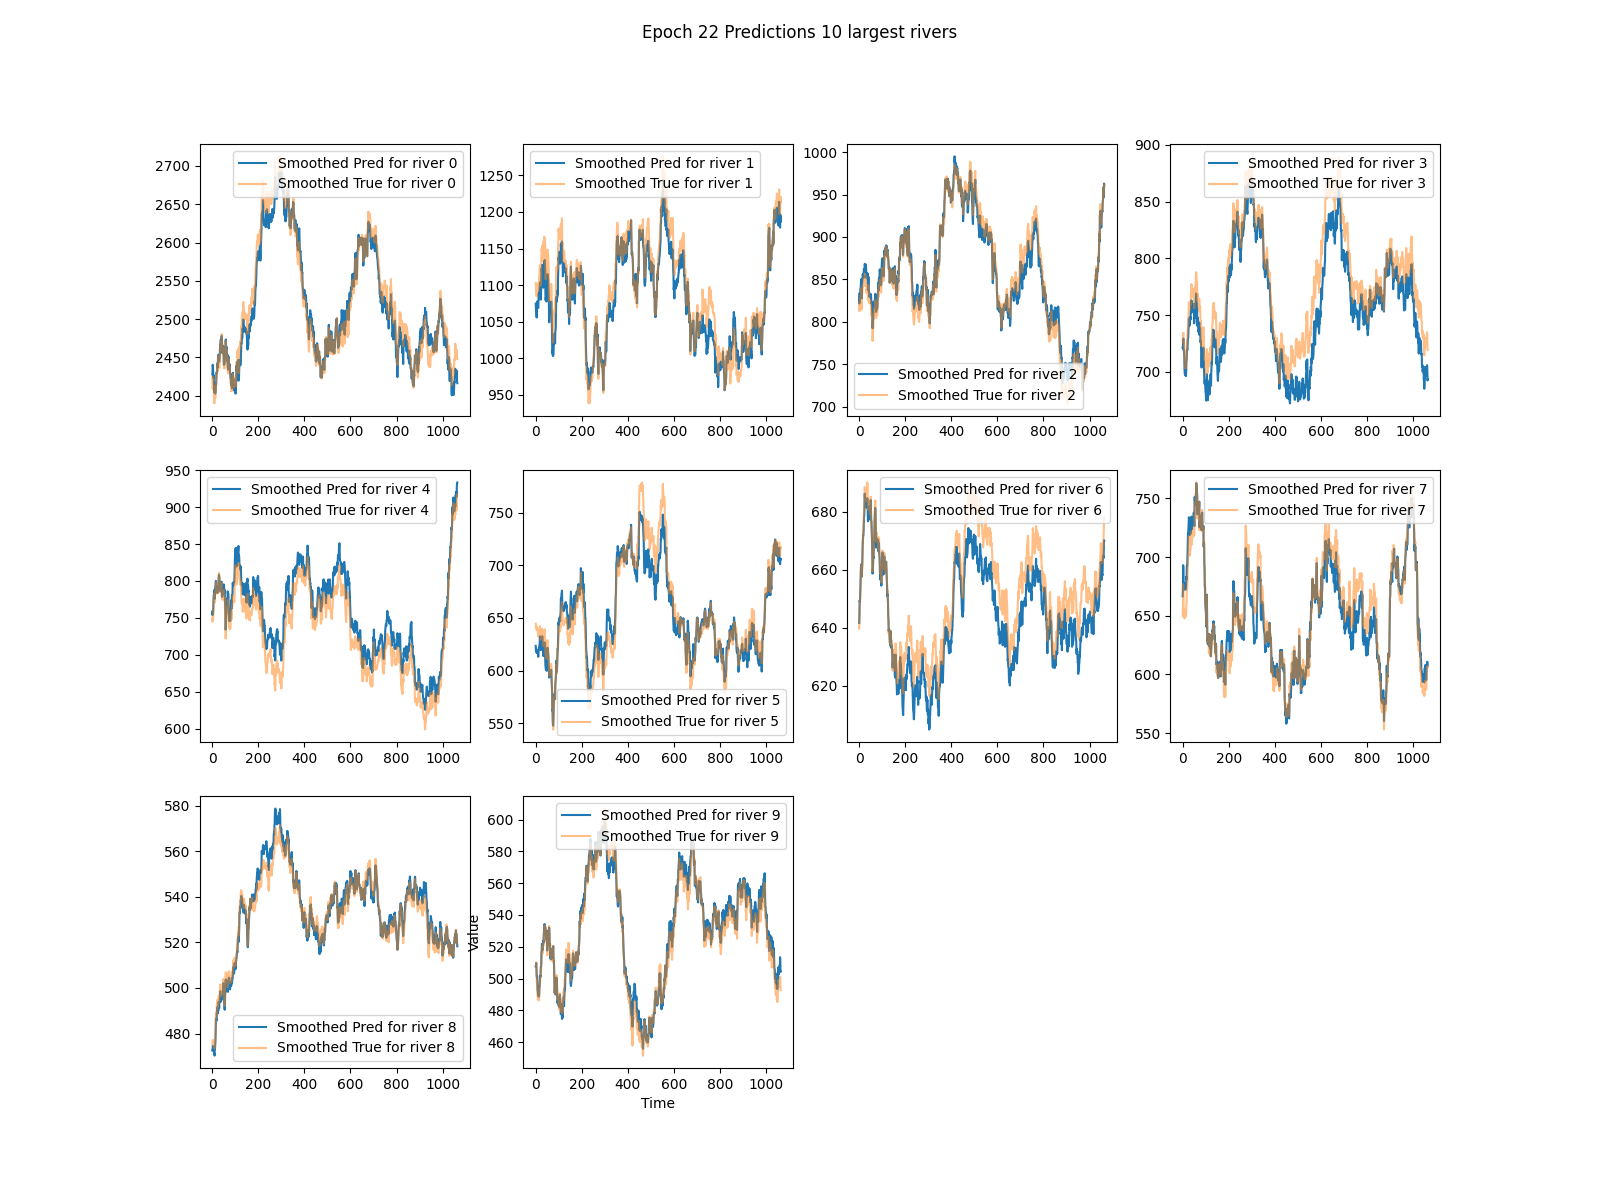 Epoch 22 Predictions 10 largest rivers
Smoothed Pred for river 0
Smoothed True for river 0
2700
2650
2600
2550
2500
2450
2400
0 200 400 600 800 1000
Smoothed Pred for river 1
Smoothed True for river 1
1250
1200
1150
1100
1050
1000
950
0 200 400 600 800 1000
1000
950
900
850
800
750
700
Smoothed Pred for river 2
Smoothed True for river 2
0 200 400 600 800 1000
900
Smoothed Pred for river 3
Smoothed True for river 3
850
800
750
700
0 200 400 600 800 1000
950
Smoothed Pred for river 4
Smoothed True for river 4
900
850
800
750
700
650
600
0 200 400 600 800 1000
750
700
650
600
550
Smoothed Pred for river 5
Smoothed True for river 5
0 200 400 600 800 1000
Smoothed Pred for river 6
Smoothed True for river 6
680
660
640
620
0 200 400 600 800 1000
Smoothed Pred for river 7
Smoothed True for river 7
750
700
650
600
550
0 200 400 600 800 1000
580
560
540
520
500
480
Smoothed Pred for river 8
Smoothed True for river 8
0 200 400 600 800 1000
Smoothed Pred for river 9
Smoothed True for river 9
600
580
560
540
520
500
480
460
Value
0 200 400 600 800 1000
Time